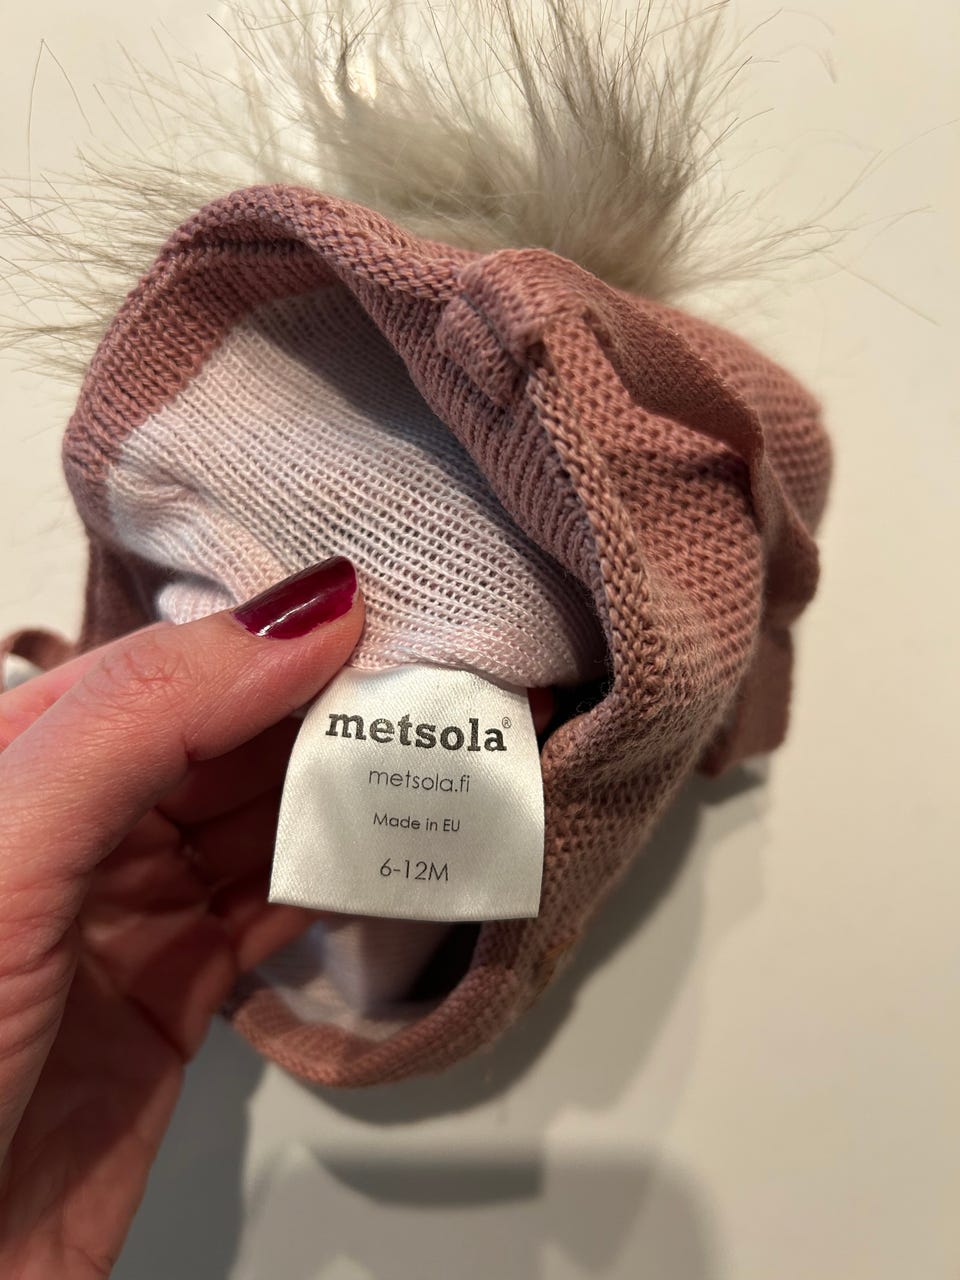 metsola®
metsola.fi
Made in EU
6-12M